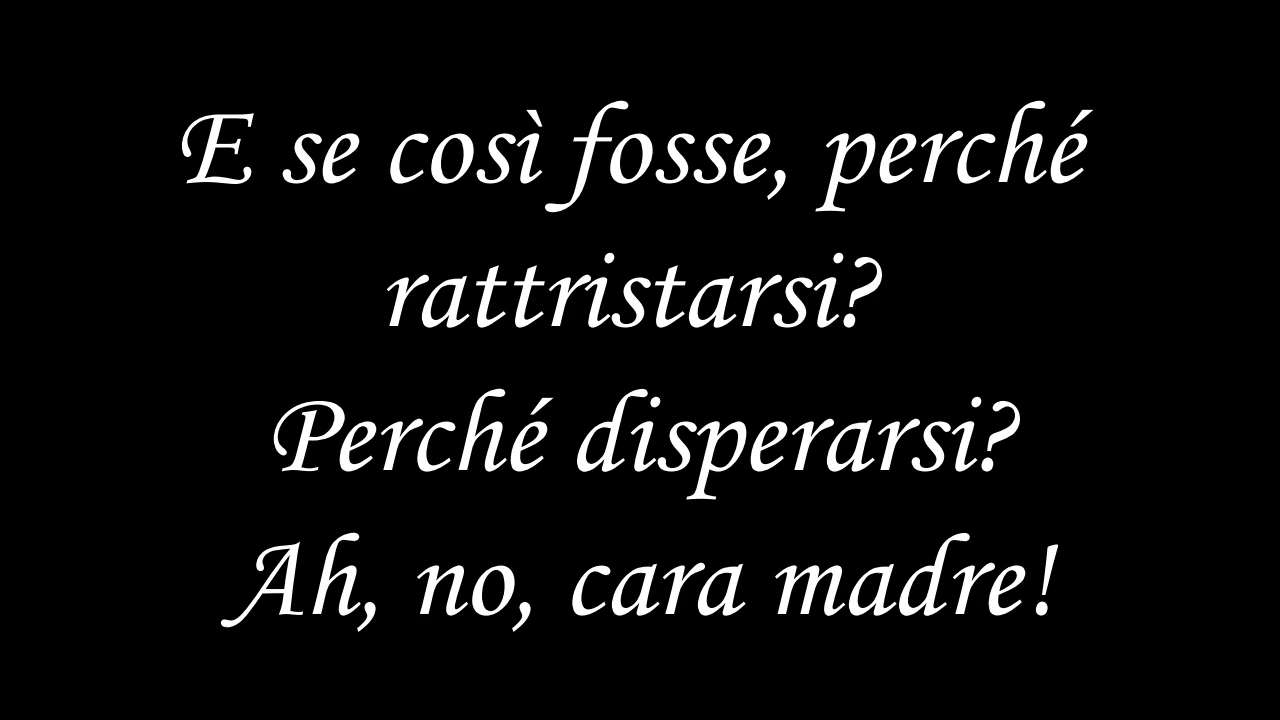 E se così fosse, perché
rattristarsi?
Perché disperarsi?
Ah, no, cara madre!